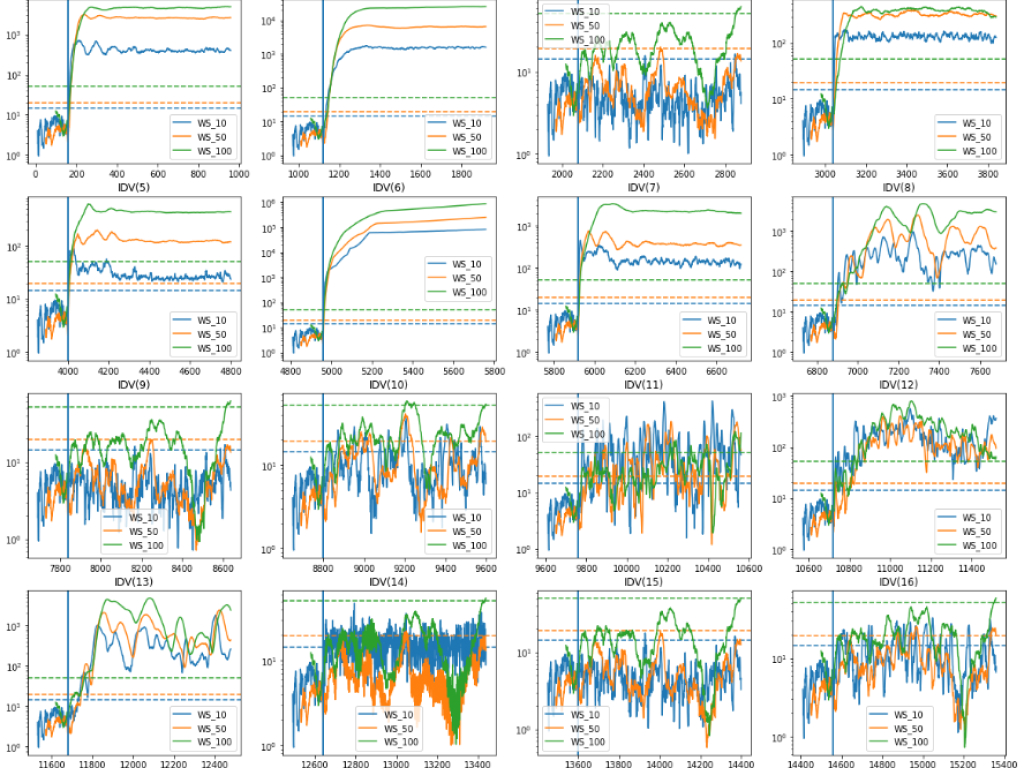 10³
10²
10¹
10⁰
WS_10
WS_50
WS_100
0 200 400 600 800 1000
10⁴
10³
10²
10¹
10⁰
WS_10
WS_50
WS_100
1000 1200 1400 1600 1800
10¹
10⁰
WS_10
WS_50
WS_100
2000 2200 2400 2600 2800
10²
10¹
10⁰
WS_10
WS_50
WS_100
3000 3200 3400 3600 3800
IDV(5)
10²
10¹
10⁰
WS_10
WS_50
WS_100
4000 4200 4400 4600 4800
IDV(6)
10⁶
10⁵
10⁴
10³
10²
10¹
10⁰
WS_10
WS_50
WS_100
4800 5000 5200 5400 5600 5800
IDV(7)
10³
10²
10¹
10⁰
WS_10
WS_50
WS_100
5800 6000 6200 6400 6600
IDV(8)
10³
10²
10¹
10⁰
WS_10
WS_50
WS_100
6800 7000 7200 7400 7600
IDV(9)
10¹
10⁰
WS_10
WS_50
WS_100
7800 8000 8200 8400 8600
IDV(10)
10¹
10⁰
WS_10
WS_50
WS_100
8800 9000 9200 9400 9600
IDV(11)
10²
10¹
10⁰
WS_10
WS_50
WS_100
9600 9800 10000 10200 10400 10600
IDV(12)
10³
10²
10¹
10⁰
WS_10
WS_50
WS_100
10600 10800 11000 11200 11400
IDV(13)
10³
10²
10¹
10⁰
WS_10
WS_50
WS_100
11600 11800 12000 12200 12400
IDV(14)
10¹
10⁰
WS_10
WS_50
WS_100
12600 12800 13000 13200 13400
IDV(15)
10¹
10⁰
WS_10
WS_50
WS_100
13600 13800 14000 14200 14400
IDV(16)
10¹
10⁰
WS_10
WS_50
WS_100
14400 14600 14800 15000 15200 15400